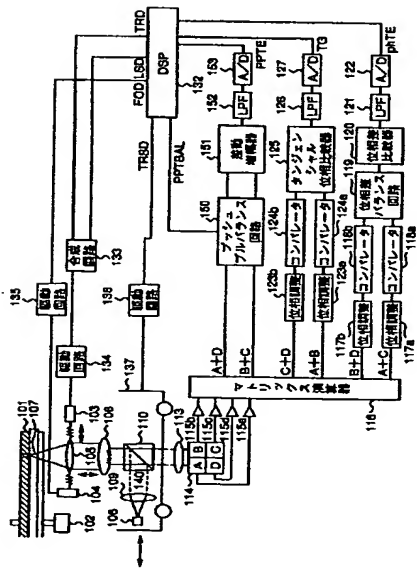 101
107
102
104
105
103
106
108
109
140
110
113
137
114
A B
D C
115b
115c
115d
115a
116
マトリックス演算器
135
駆動回路
134
駆動回路
133
合成回路
138
駆動回路
FOD
LSD
TRD
TRSD
PPTBAL
DSP
132
A+D
B+C
プッシュプルバランス回路
150
差動増幅器
151
LPF
152
A/D
153
PPTE
C+D
A+B
位相調整
123b
位相調整
123a
コンパレータ
124b
コンパレータ
124a
タンジェンシャル位相比較器
125
LPF
126
A/D
127
TG
B+D
A+C
位相調整
117b
位相調整
117a
コンパレータ
118b
コンパレータ
118a
位相差バランス回路
119
位相比較器
120
LPF
121
A/D
122
phTE